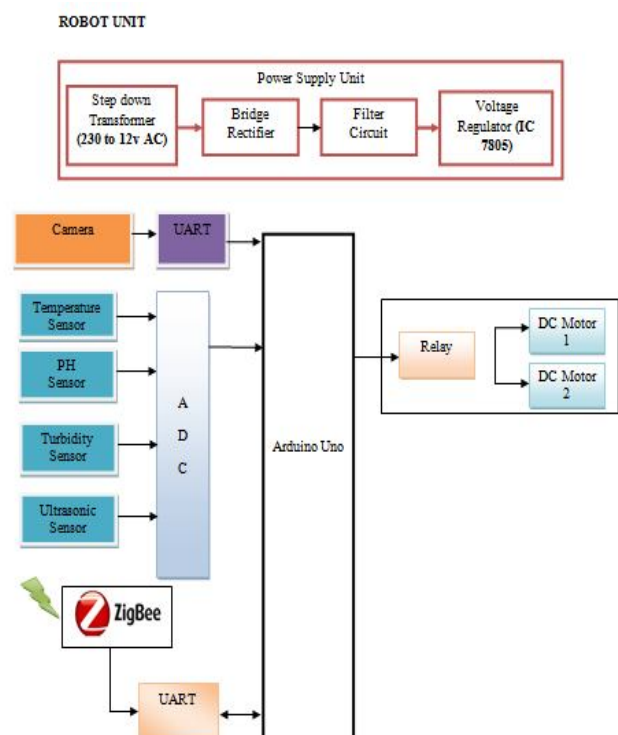 ROBOT UNIT
Power Supply Unit
Step down
Transformer
(230 to 12v AC)
Bridge
Rectifier
Filter
Circuit
Voltage
Regulator (IC
7805)
Camera
UART
Temperature
Sensor
PH
Sensor
Turbidity
Sensor
Ultrasonic
Sensor
A
D
C
Arduino Uno
Relay
DC Motor
1
DC Motor
2
ZigBee
UART